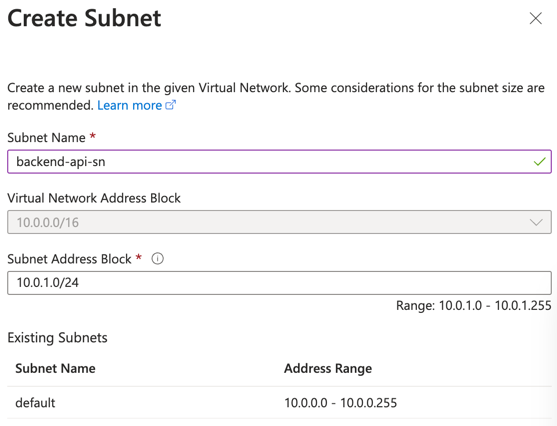 Create Subnet
Create a new subnet in the given Virtual Network. Some considerations for the subnet size are
recommended. Learn more
Subnet Name *
backend-api-sn
Virtual Network Address Block
10.0.0.0/16
Subnet Address Block *
10.0.1.0/24
Range: 10.0.1.0 - 10.0.1.255
Existing Subnets
Subnet Name Address Range
default 10.0.0.0 - 10.0.0.255